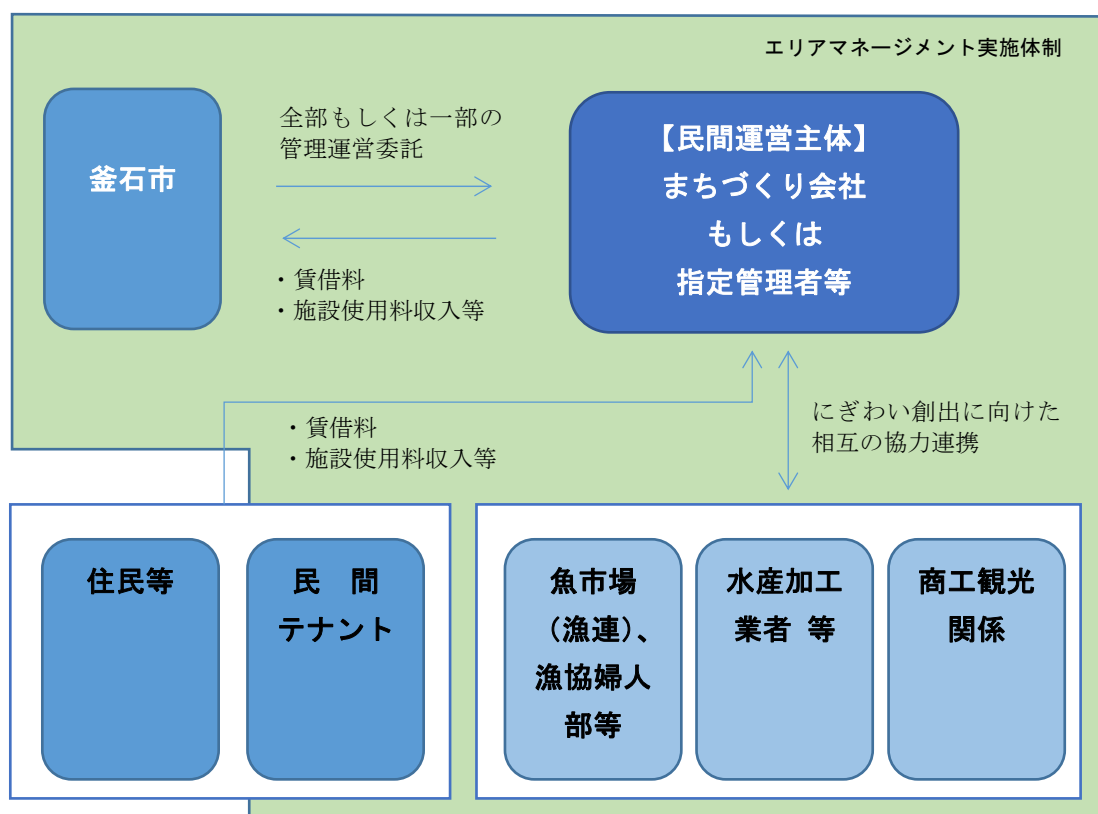 エリアマネージメント実施体制
釜石市
全部もしくは一部の
管理運営委託
・賃借料
・施設使用料収入等
【民間運営主体】
まちづくり会社
もしくは
指定管理者等
・賃借料
・施設使用料収入等
にぎわい創出に向けた
相互の協力連携
住民等
民　間
テナント
魚市場
（漁連）、
漁協婦人
部等
水産加工
業者 等
商工観光
関係